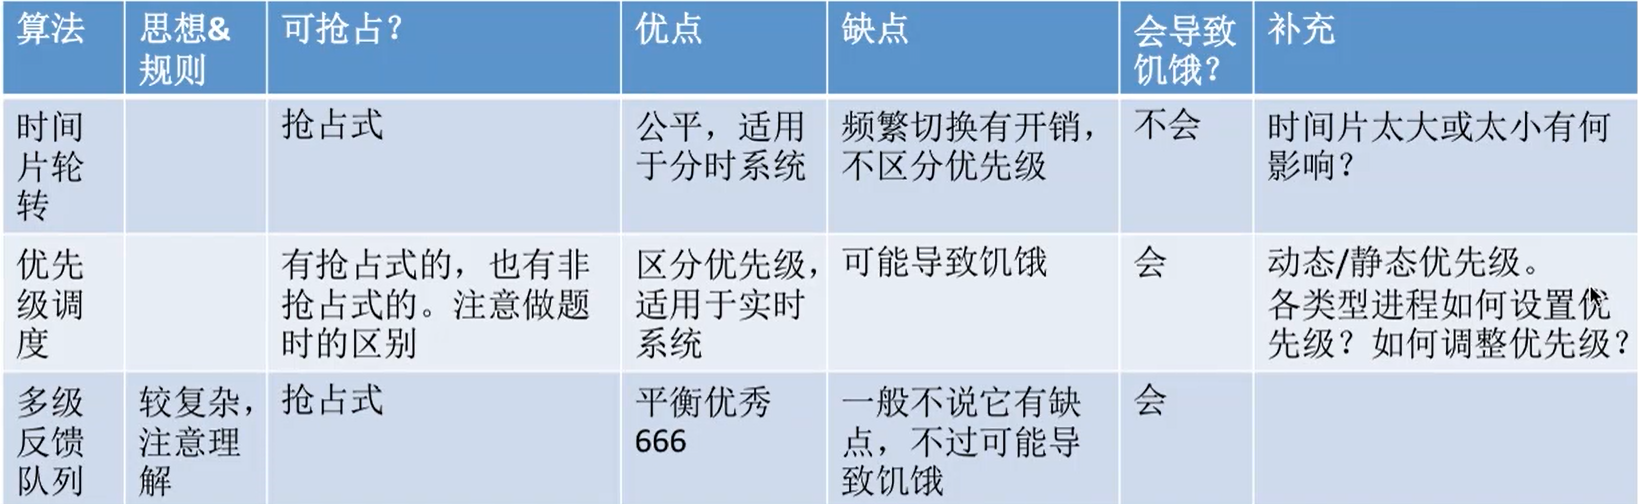 算法
思想&
规则
可抢占？
优点
缺点
会导致
饥饿？
补充
时间
片轮
转
抢占式
公平，适用
于分时系统
频繁切换有开销，
不区分优先级
不会
时间片太大或太小有何
影响？
优先
级调
度
有抢占式的，也有非
抢占式的。注意做题
时的区别
区分优先级，
适用于实时
系统
可能导致饥饿
会
动态/静态优先级。
各类型进程如何设置优
先级？如何调整优先级？
多级
反馈
队列
较复杂，
注意理
解
抢占式
平衡优秀
666
一般不说它有缺
点，不过可能导
致饥饿
会